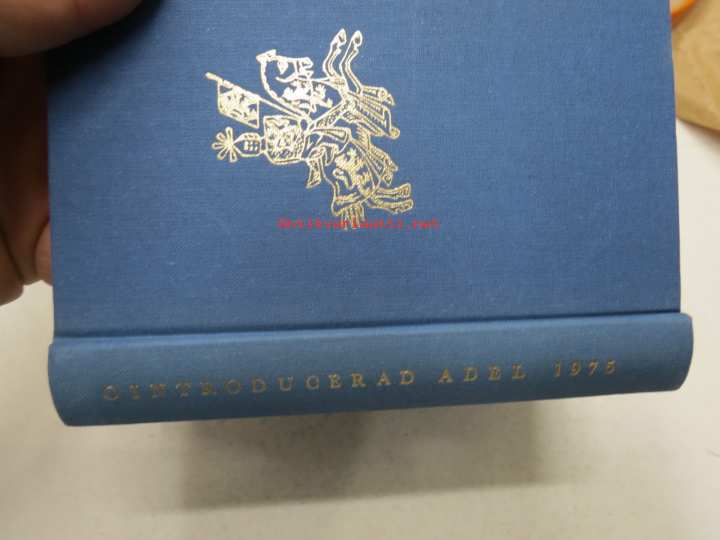 Antikvariaatti.net
OINTRODUCERAD ADEL 1975